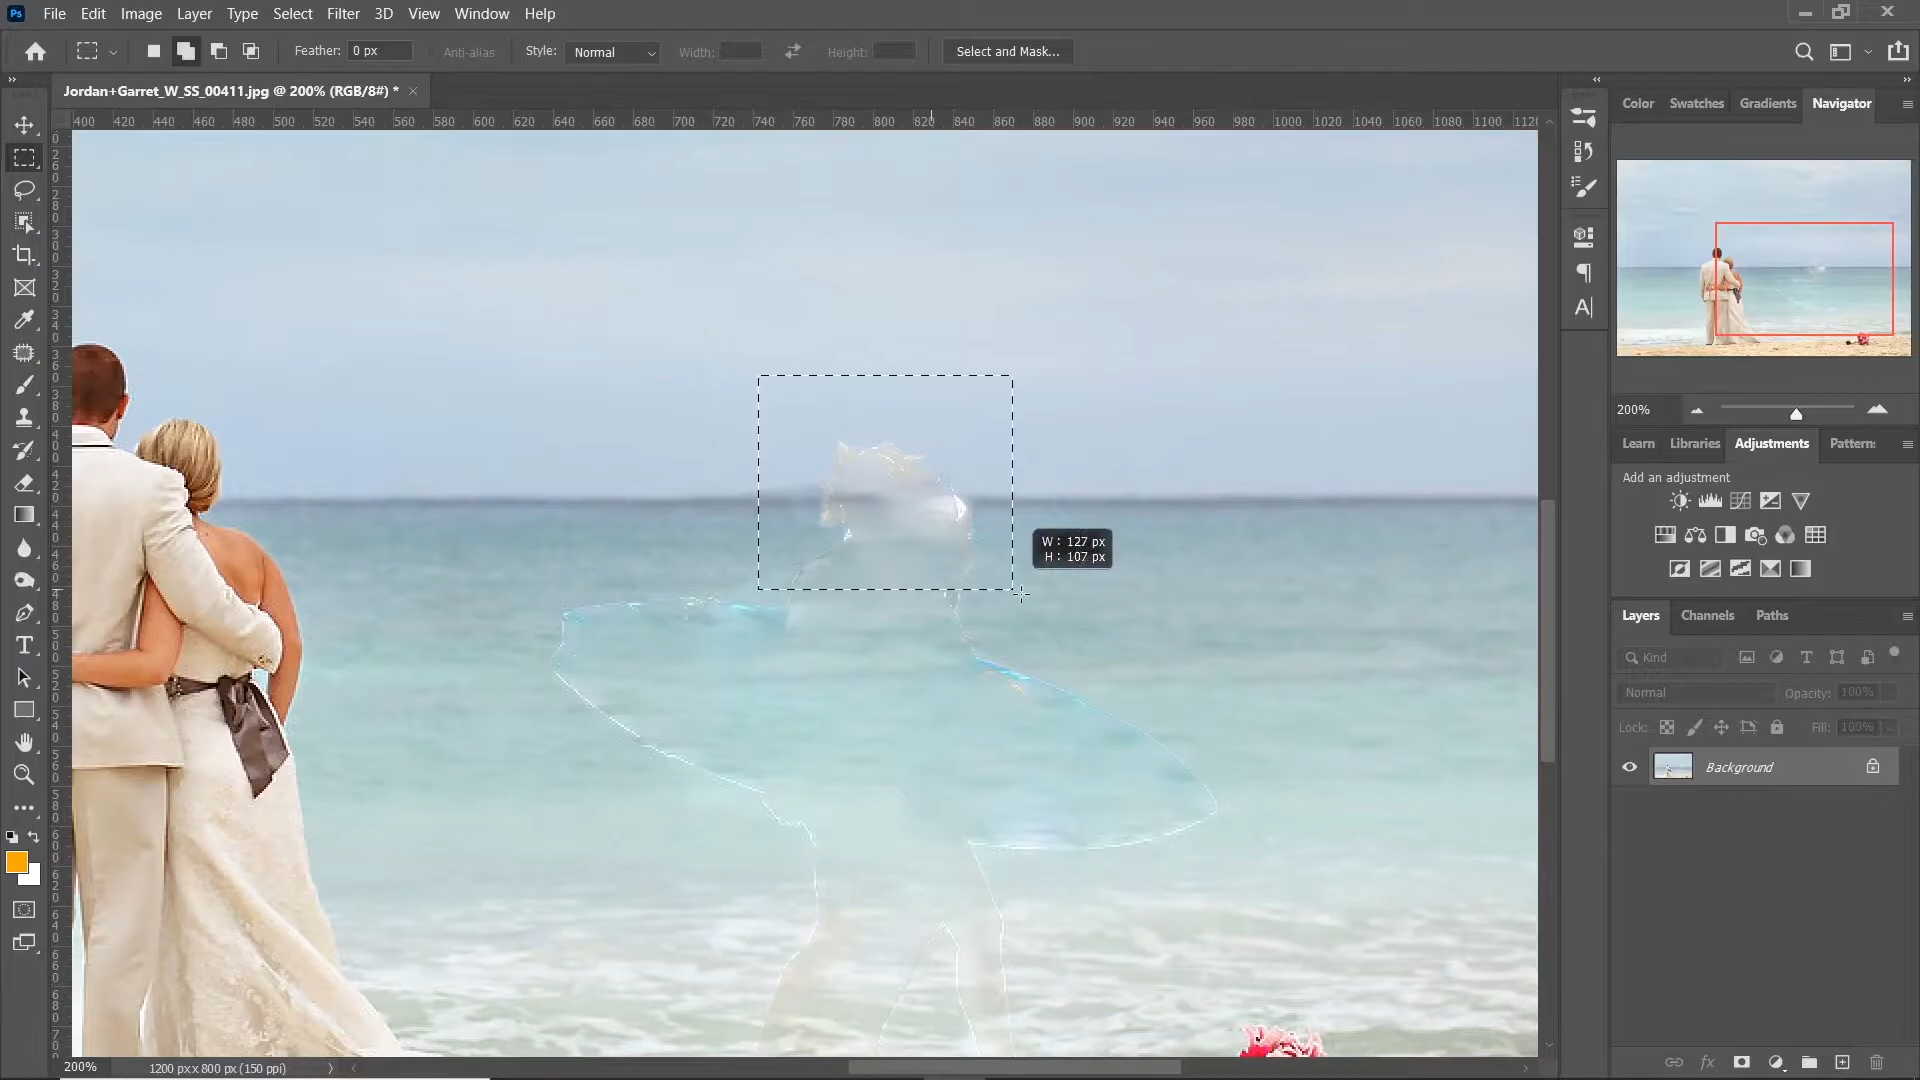 Ps File Edit Image Layer Type Select Filter 3D View Window Help
Feather: 0 px Anti-alias Style: Normal Width: Height: Select and Mask...
Jordan+Garret_W_SS_00411.jpg @ 200% (RGB/8#) *
400 420 440 460 480 500 520 540 560 580 600 620 640 660 680 700 720 740 760 780 800 820 840 860 880 900 920 940 960 980 1000 1020 1040 1060 1080 1100 1120
Color Swatches Gradients Navigator
200%
Learn Libraries Adjustments Pattern
Add an adjustment
W : 127 px
H : 107 px
Layers Channels Paths
Kind
Normal Opacity: 100%
Lock: Fill: 100%
Background
200% 1200 px x 800 px (150 ppi)